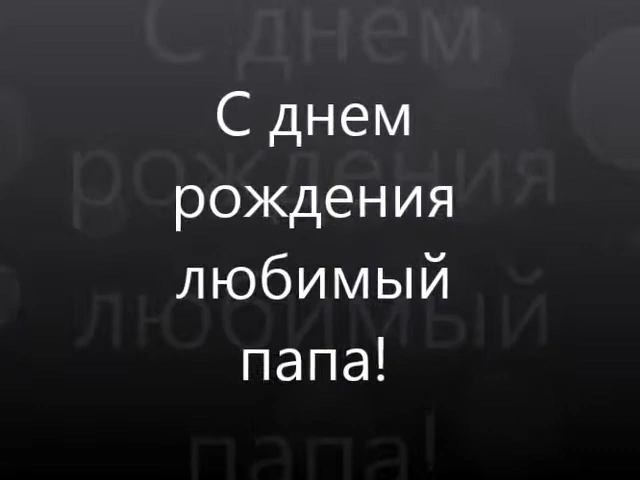 С днем
рождения
любимый
папа!